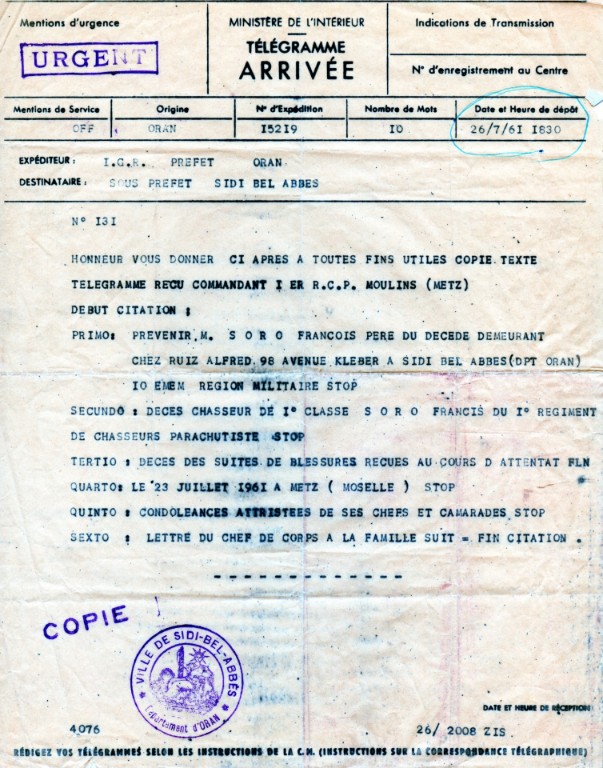 Mentions d'urgence
URGENT
MINISTÈRE DE L'INTÉRIEUR
TÉLÉGRAMME
ARRIVÉE
Indications de Transmission
N° d'enregistrement au Centre
Mentions de Service
Origine
N° d'Expédition
Nombre de Mots
Date et Heure de dépôt
OFF
ORAN
I52I9
IO
26/7/6I I830
EXPÉDITEUR: I.G.R. PREFET ORAN
DESTINATAIRE: SOUS PREFET SIDI BEL ABBES
N° I3I
HONNEUR VOUS DONNER CI APRES A TOUTES FINS UTILES COPIE TEXTE
TELEGRAMME RECU COMMANDANT I ER R.C.P. MOULINS (METZ)
DEBUT CITATION :
PRIMO: PREVENIR M. S O R O FRANCOIS PERE DU DECEDE DEMEURANT
CHEZ RUIZ ALFRED 98 AVENUE KLEBER A SIDI BEL ABBES(DPT ORAN)
IO EMEM REGION MILITAIRE STOP
SECUNDO : DECES CHASSEUR DE I° CLASSE S O R O FRANCIS DU I° REGIMENT
DE CHASSEURS PARACHUTISTE STOP
TERTIO : DECES DES SUITES DE BLESSURES RECUES AU COURS D ATTENTAT FLN
QUARTO: LE 23 JUILLET I96I A METZ ( MOSELLE ) STOP
QUINTO : CONDOLEANCES ATTRISTEES DE SES CHEFS ET CAMARADES STOP
SEXTO : LETTRE DU CHEF DE CORPS A LA FAMILLE SUIT = FIN CITATION .
- - - - - - - - - - - - -
COPIE
VILLE DE SIDI-BEL-ABBÈS
Département d'ORAN
DATE ET HEURE DE RÉCEPTION
4076
26/ 2008 ZIS.
RÉDIGEZ VOS TÉLÉGRAMMES SELON LES INSTRUCTIONS DE LA C.M. (INSTRUCTIONS SUR LA CORRESPONDANCE TÉLÉGRAPHIQUE)